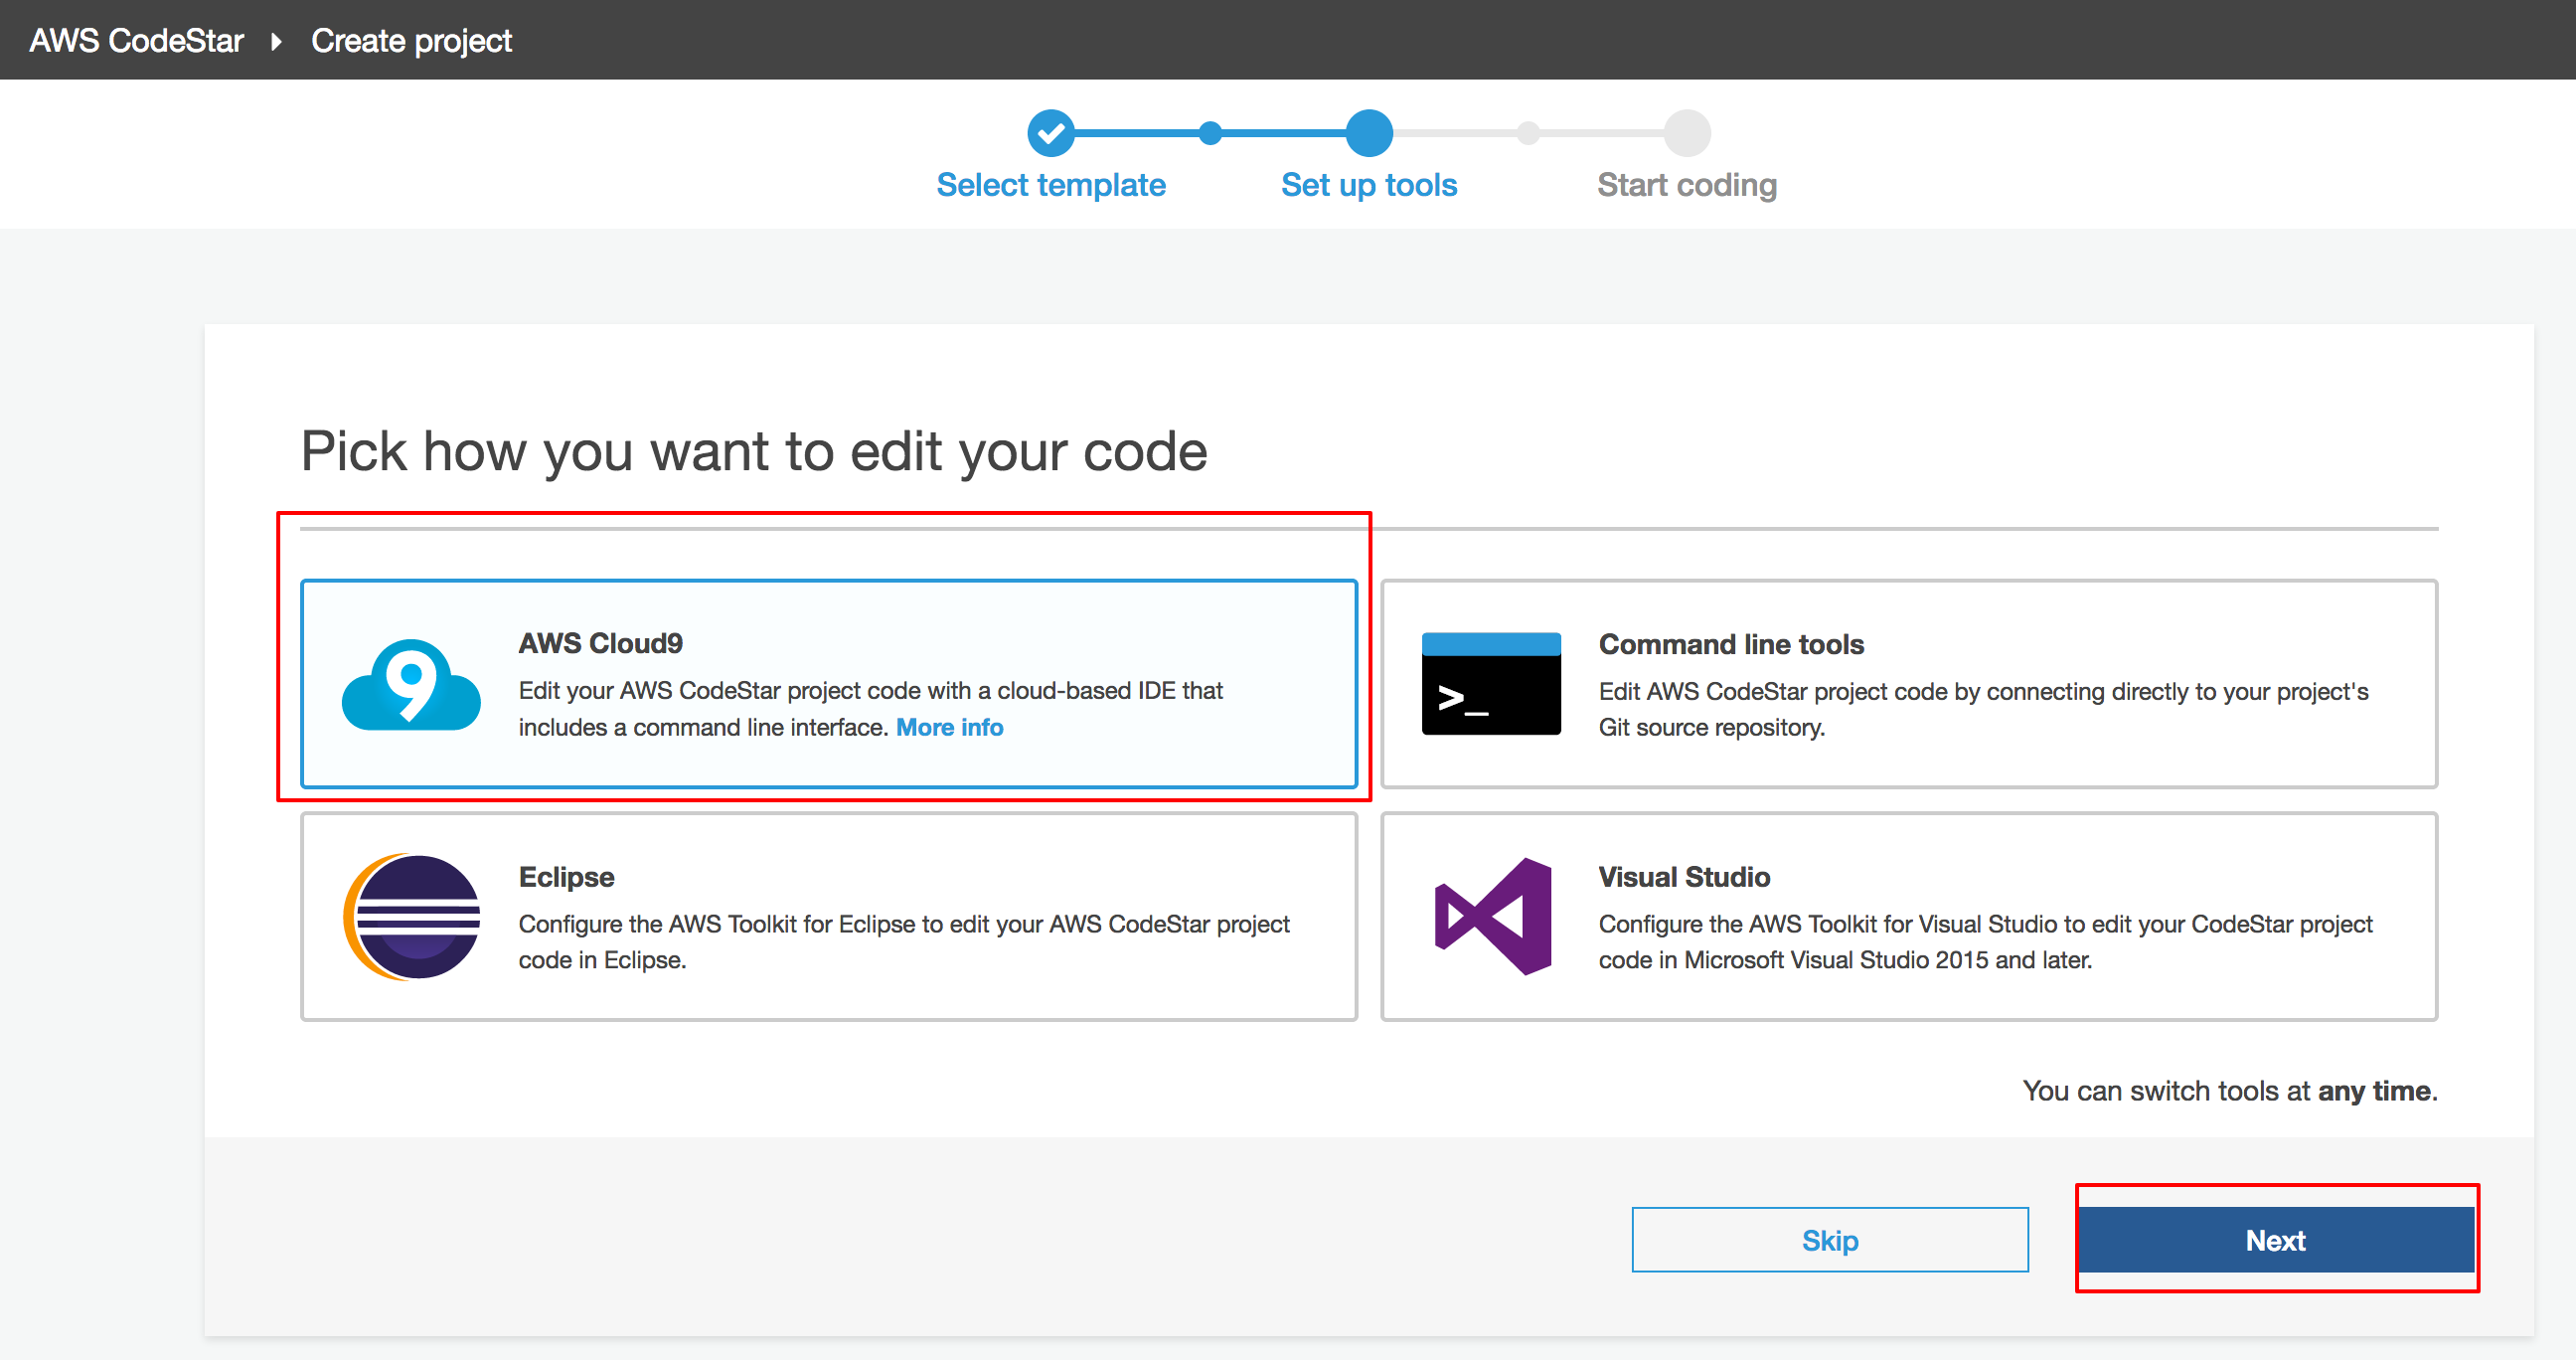 AWS CodeStar Create project
Select template
Set up tools
Start coding
Pick how you want to edit your code
AWS Cloud9
Edit your AWS CodeStar project code with a cloud-based IDE that
includes a command line interface. More info
Command line tools
Edit AWS CodeStar project code by connecting directly to your project's
Git source repository.
Eclipse
Configure the AWS Toolkit for Eclipse to edit your AWS CodeStar project
code in Eclipse.
Visual Studio
Configure the AWS Toolkit for Visual Studio to edit your CodeStar project
code in Microsoft Visual Studio 2015 and later.
You can switch tools at any time.
Skip
Next